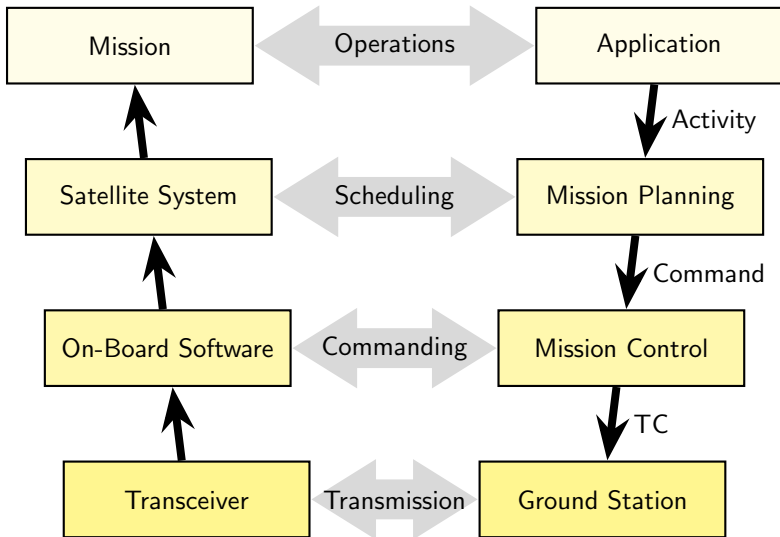 Mission
Operations
Application
Activity
Satellite System
Scheduling
Mission Planning
Command
On-Board Software
Commanding
Mission Control
TC
Transceiver
Transmission
Ground Station